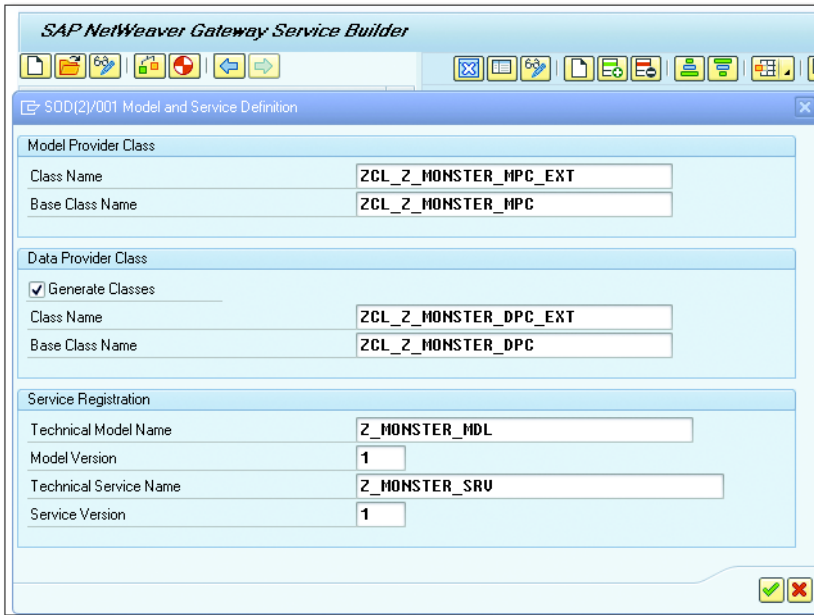 SAP NetWeaver Gateway Service Builder
SOD(2)/001 Model and Service Definition
Model Provider Class
Class Name ZCL_Z_MONSTER_MPC_EXT
Base Class Name ZCL_Z_MONSTER_MPC
Data Provider Class
Generate Classes
Class Name ZCL_Z_MONSTER_DPC_EXT
Base Class Name ZCL_Z_MONSTER_DPC
Service Registration
Technical Model Name Z_MONSTER_MDL
Model Version 1
Technical Service Name Z_MONSTER_SRV
Service Version 1